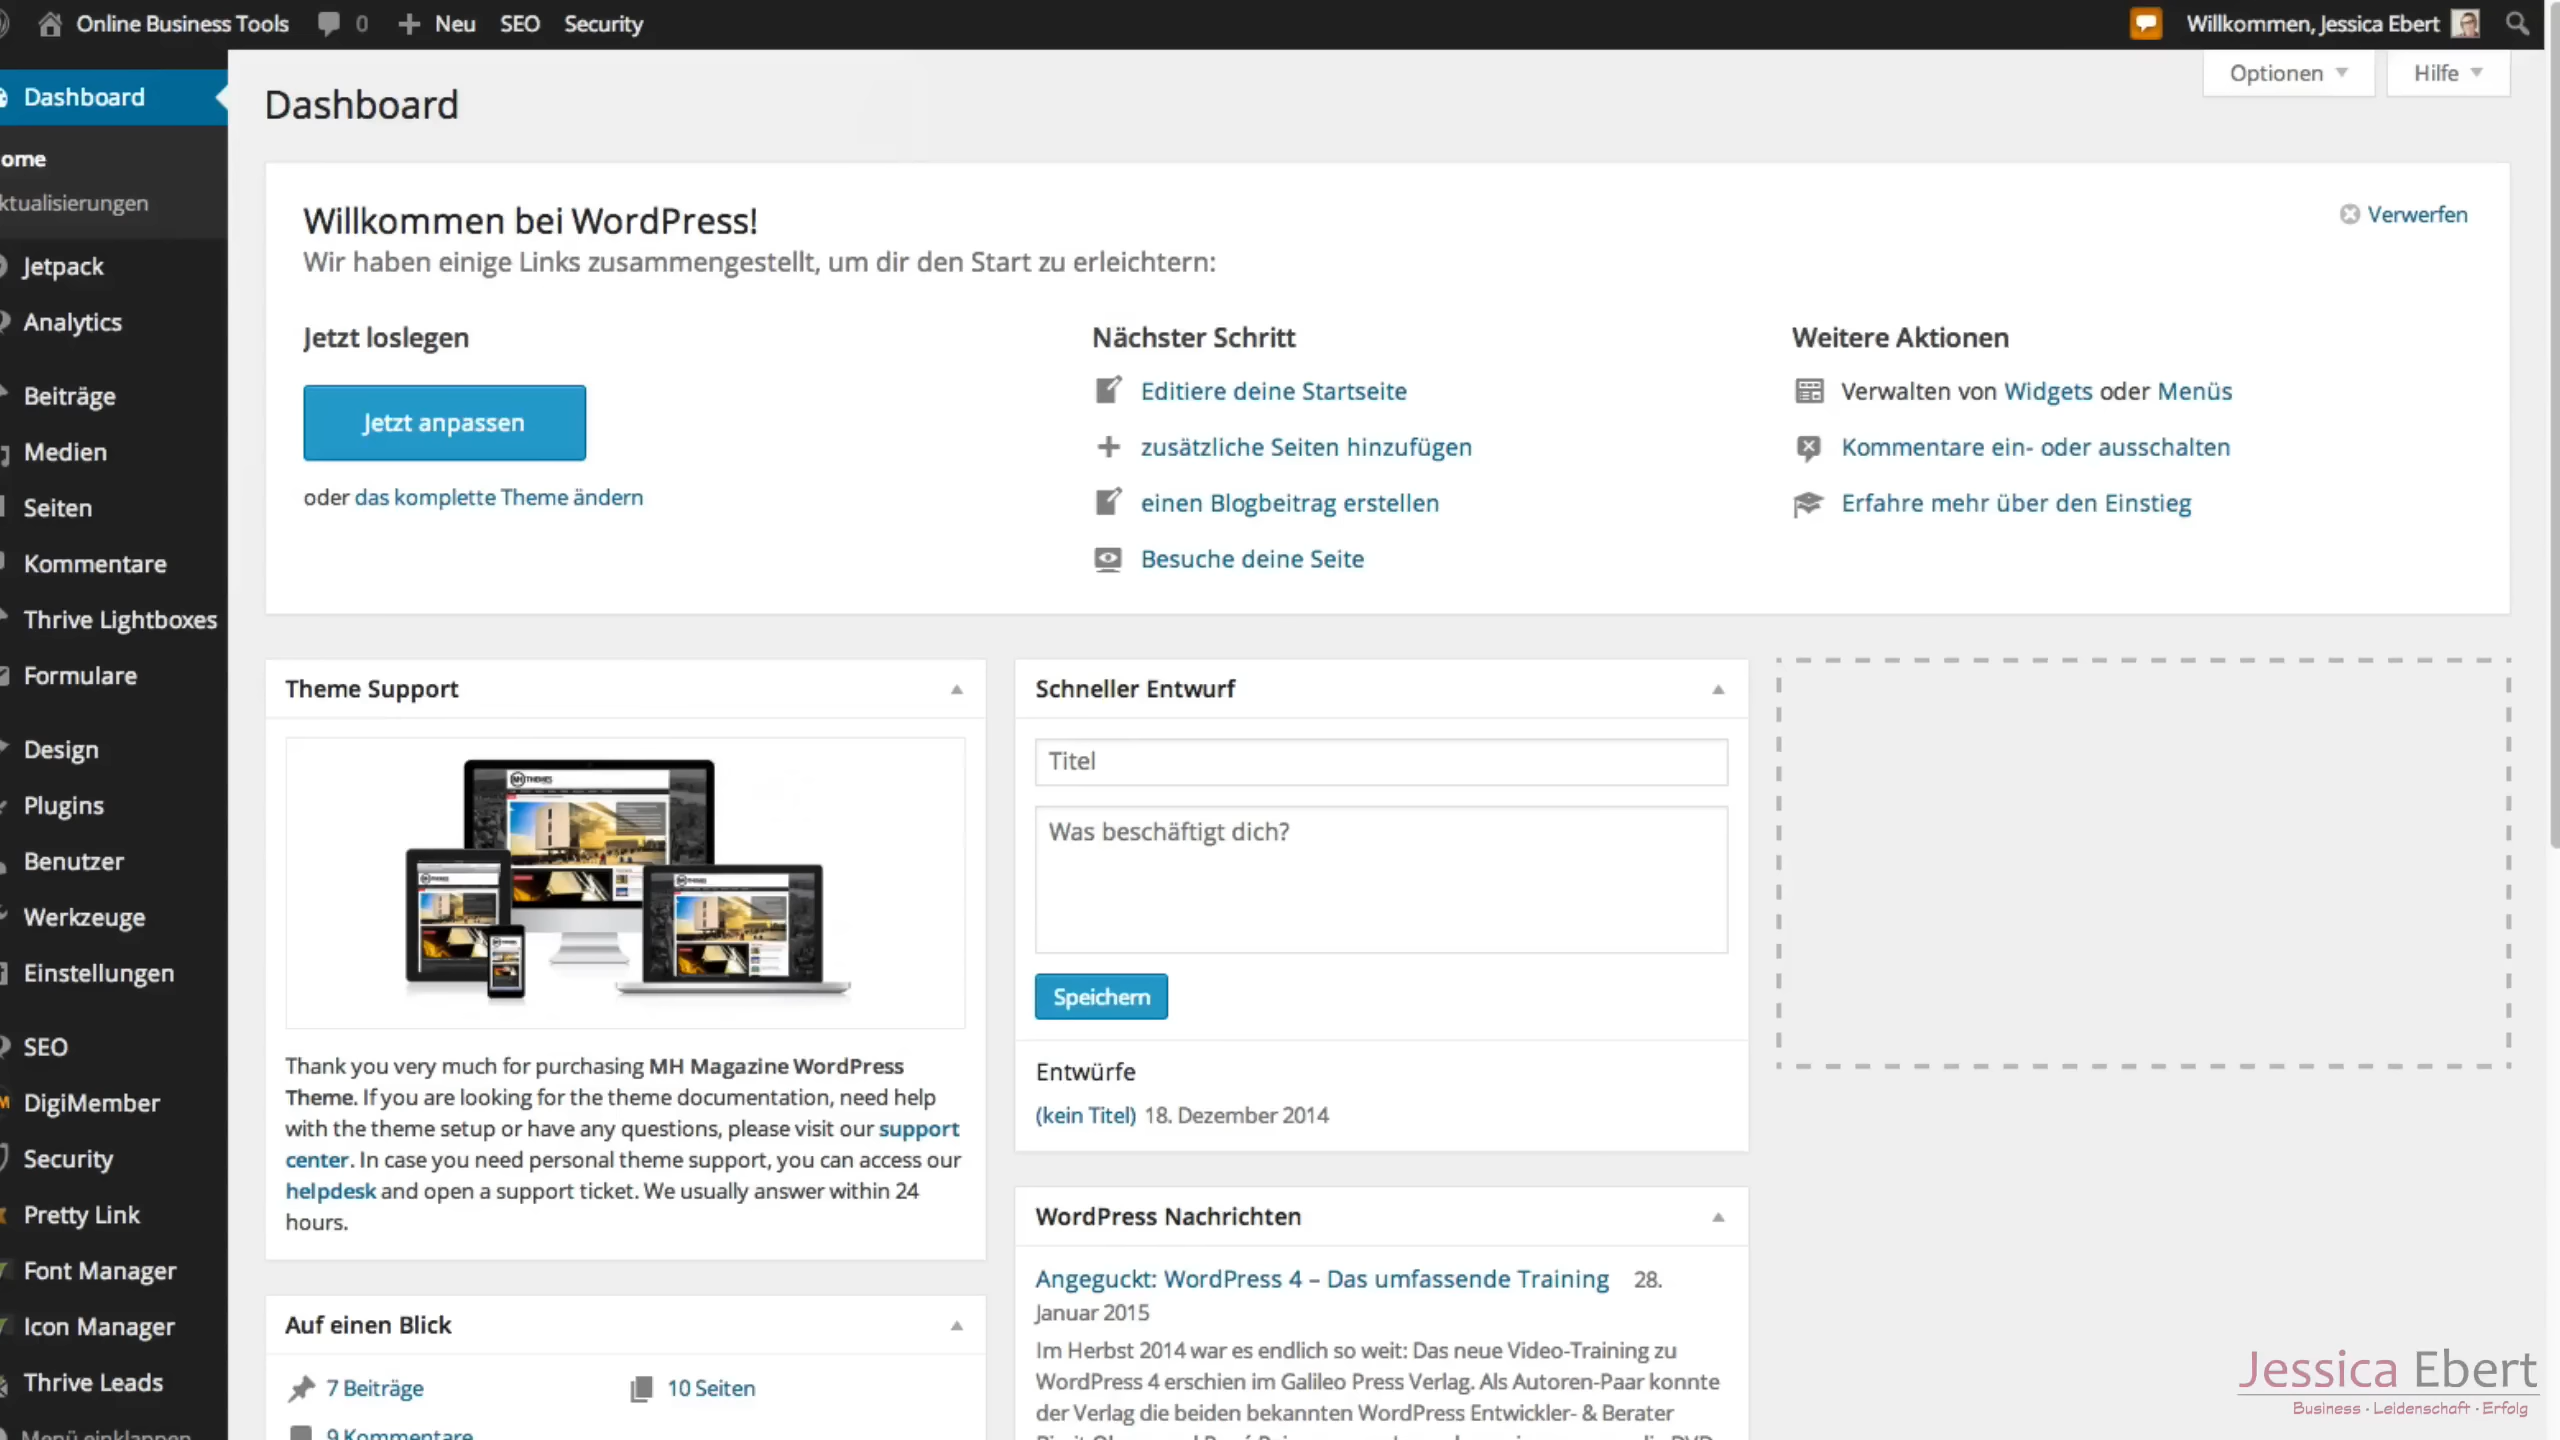 Online Business Tools 0 Neu SEO Security Willkommen, Jessica Ebert
Optionen Hilfe
Dashboard
ome
ktualisierungen
Jetpack
Analytics
Beiträge
Medien
Seiten
Kommentare
Thrive Lightboxes
Formulare
Design
Plugins
Benutzer
Werkzeuge
Einstellungen
SEO
DigiMember
Security
Pretty Link
Font Manager
Icon Manager
Thrive Leads
Menü einklappen
Dashboard
Willkommen bei WordPress!
Verwerfen
Wir haben einige Links zusammengestellt, um dir den Start zu erleichtern:
Jetzt loslegen
Jetzt anpassen
oder das komplette Theme ändern
Nächster Schritt
Editiere deine Startseite
zusätzliche Seiten hinzufügen
einen Blogbeitrag erstellen
Besuche deine Seite
Weitere Aktionen
Verwalten von Widgets oder Menüs
Kommentare ein- oder ausschalten
Erfahre mehr über den Einstieg
Theme Support
Thank you very much for purchasing MH Magazine WordPress
Theme. If you are looking for the theme documentation, need help
with the theme setup or have any questions, please visit our support
center. In case you need personal theme support, you can access our
helpdesk and open a support ticket. We usually answer within 24
hours.
Auf einen Blick
7 Beiträge 10 Seiten
9 Kommentare
Schneller Entwurf
Titel
Was beschäftigt dich?
Speichern
Entwürfe
(kein Titel) 18. Dezember 2014
WordPress Nachrichten
Angeguckt: WordPress 4 – Das umfassende Training 28.
Januar 2015
Im Herbst 2014 war es endlich so weit: Das neue Video-Training zu
WordPress 4 erschien im Galileo Press Verlag. Als Autoren-Paar konnte
der Verlag die beiden bekannten WordPress Entwickler- & Berater
Jessica Ebert
Business · Leidenschaft · Erfolg